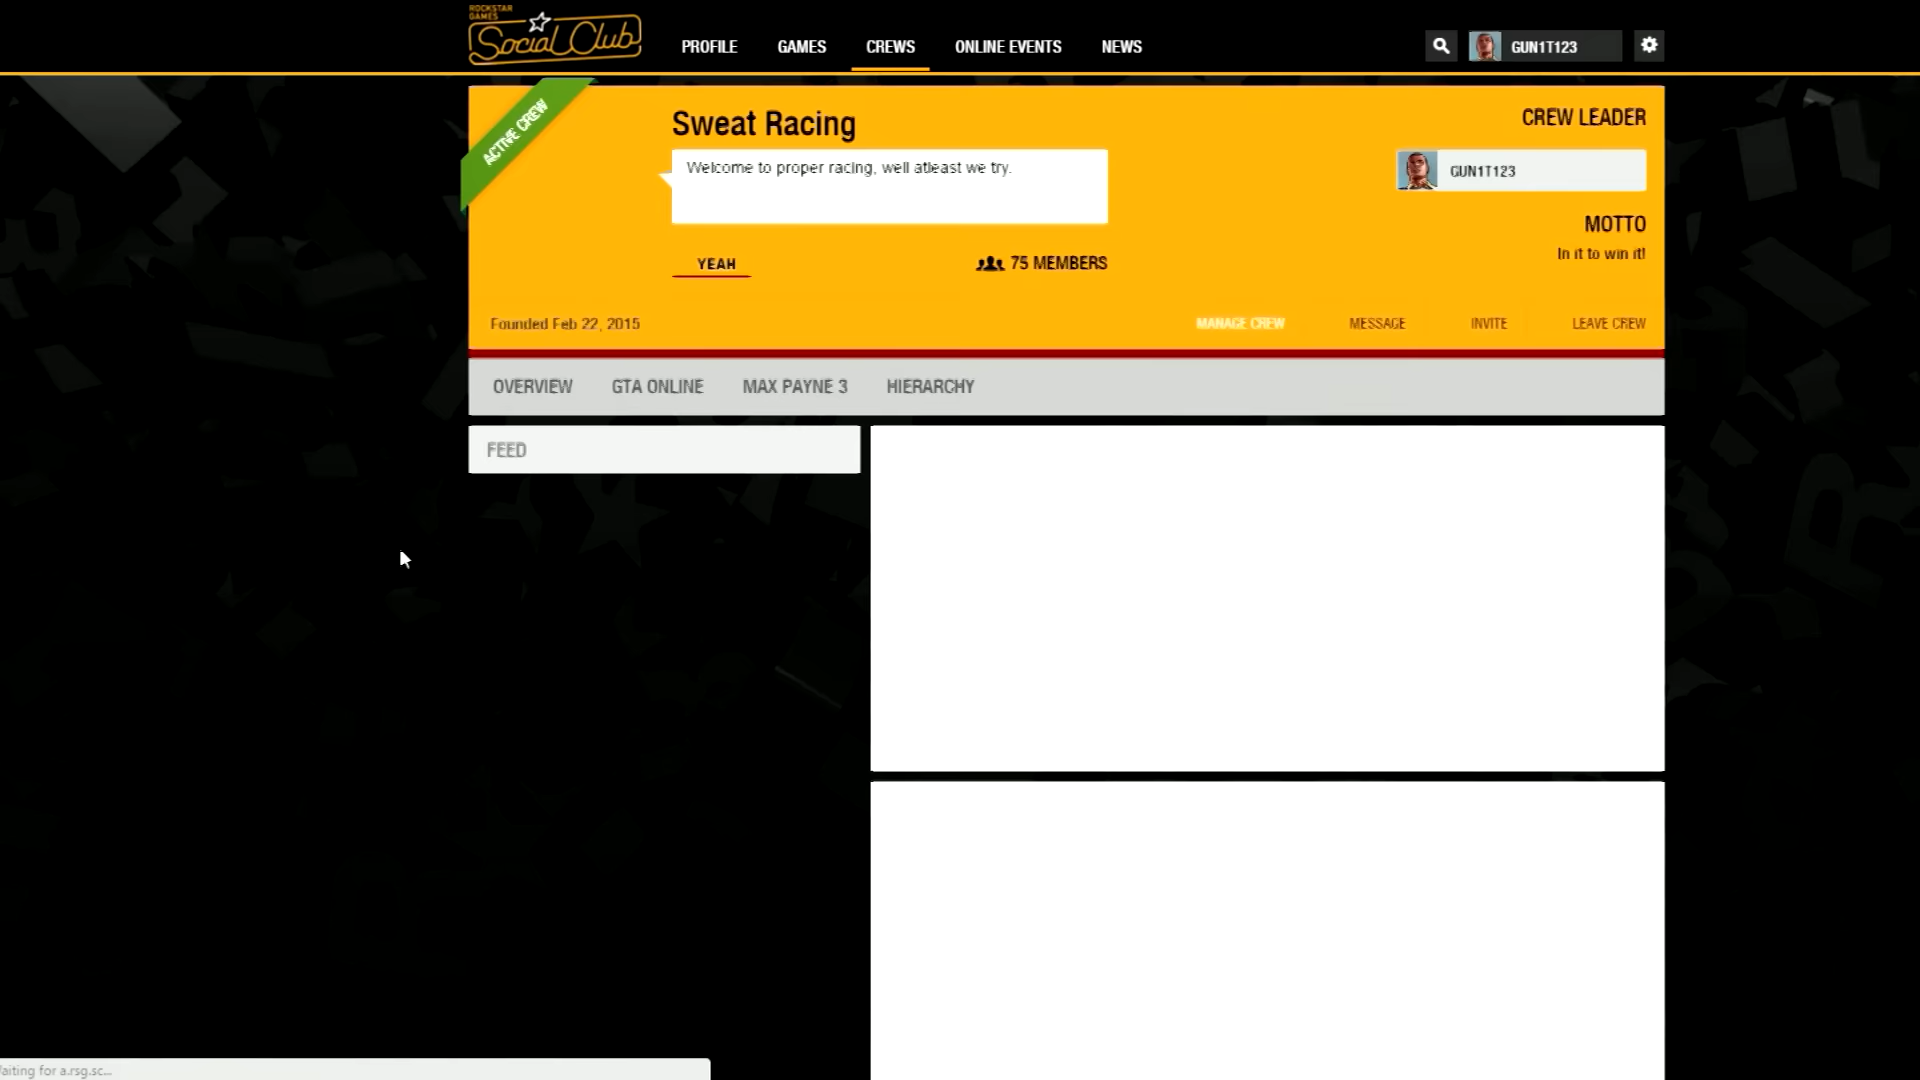 ROCKSTAR
GAMES
Social Club
PROFILE
GAMES
CREWS
ONLINE EVENTS
NEWS
GUN1T123
ACTIVE CREW
Sweat Racing
Welcome to proper racing, well atleast we try.
YEAH
75 MEMBERS
CREW LEADER
GUN1T123
MOTTO
In it to win it!
Founded Feb 22, 2015
MANAGE CREW
MESSAGE
INVITE
LEAVE CREW
OVERVIEW
GTA ONLINE
MAX PAYNE 3
HIERARCHY
FEED
aiting for a.rsg.sc...